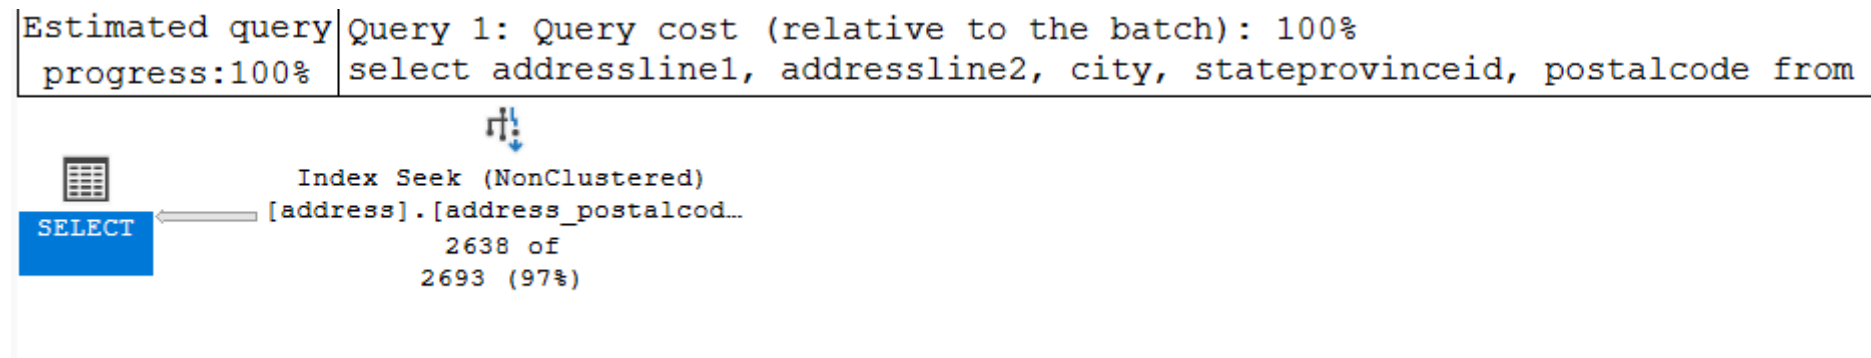 Estimated query
progress:100%
Query 1: Query cost (relative to the batch): 100%
select addressline1, addressline2, city, stateprovinceid, postalcode from
SELECT
Index Seek (NonClustered)
[address].[address_postalcod…
2638 of
2693 (97%)